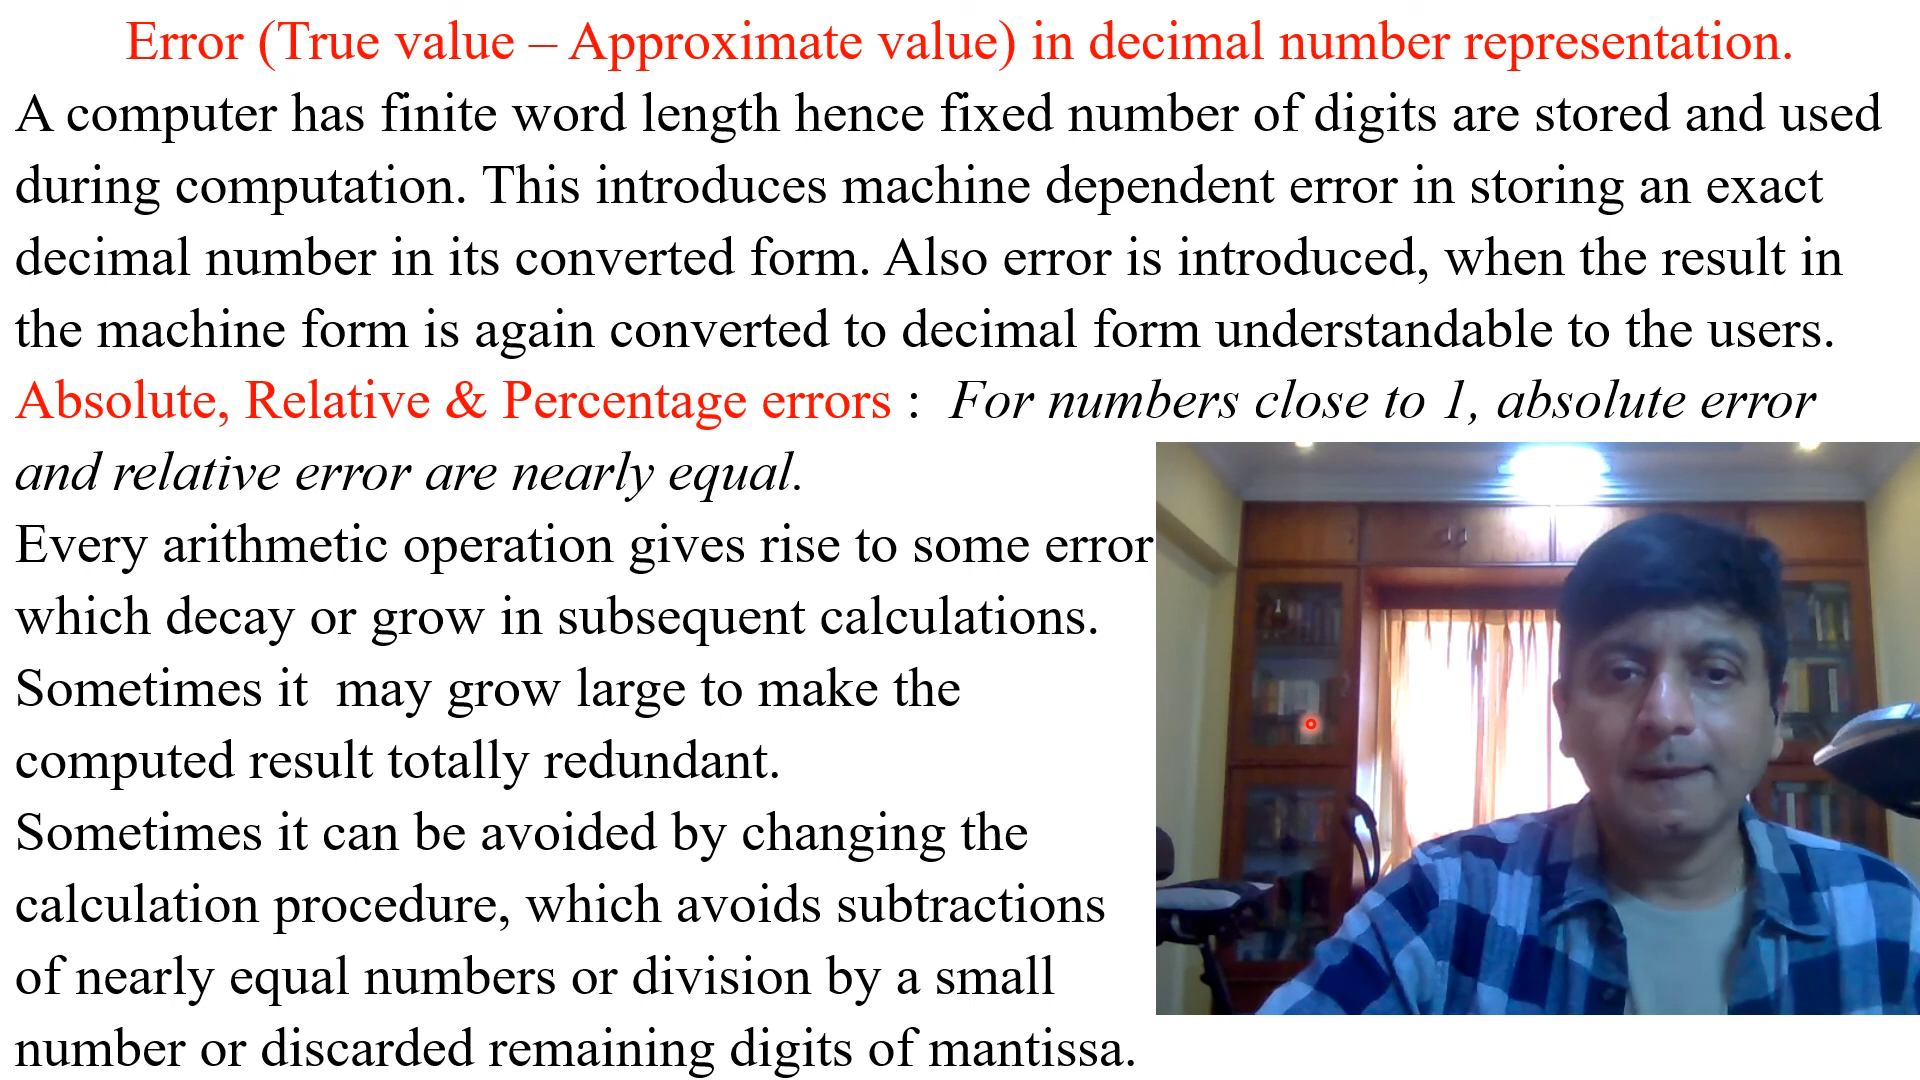 Error (True value – Approximate value) in decimal number representation.
A computer has finite word length hence fixed number of digits are stored and used
during computation. This introduces machine dependent error in storing an exact
decimal number in its converted form. Also error is introduced, when the result in
the machine form is again converted to decimal form understandable to the users.
Absolute, Relative & Percentage errors : For numbers close to 1, absolute error
and relative error are nearly equal.
Every arithmetic operation gives rise to some error
which decay or grow in subsequent calculations.
Sometimes it may grow large to make the
computed result totally redundant.
Sometimes it can be avoided by changing the
calculation procedure, which avoids subtractions
of nearly equal numbers or division by a small
number or discarded remaining digits of mantissa.